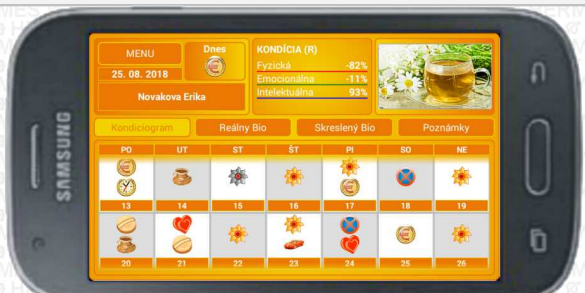 MENU
25. 08. 2018
Dnes
Novakova Erika
KONDÍCIA (R)
Fyzická -82%
Emocionálna -11%
Intelektuálna 93%
Kondiciogram Reálny Bio Skreslený Bio Poznámky
PO UT ST ŠT PI SO NE
13 14 15 16 17 18 19
20 21 22 23 24 25 26
SAMSUNG